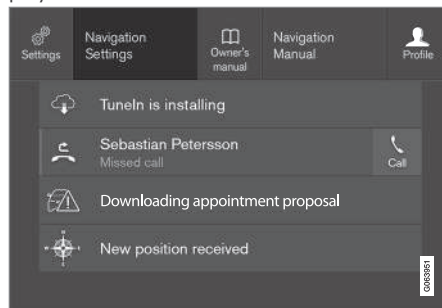 Settings
Navigation
Settings
Owner's
manual
Navigation
Manual
Profile
TuneIn is installing
Sebastian Petersson
Missed call
Call
Downloading appointment proposal
New position received
G063951